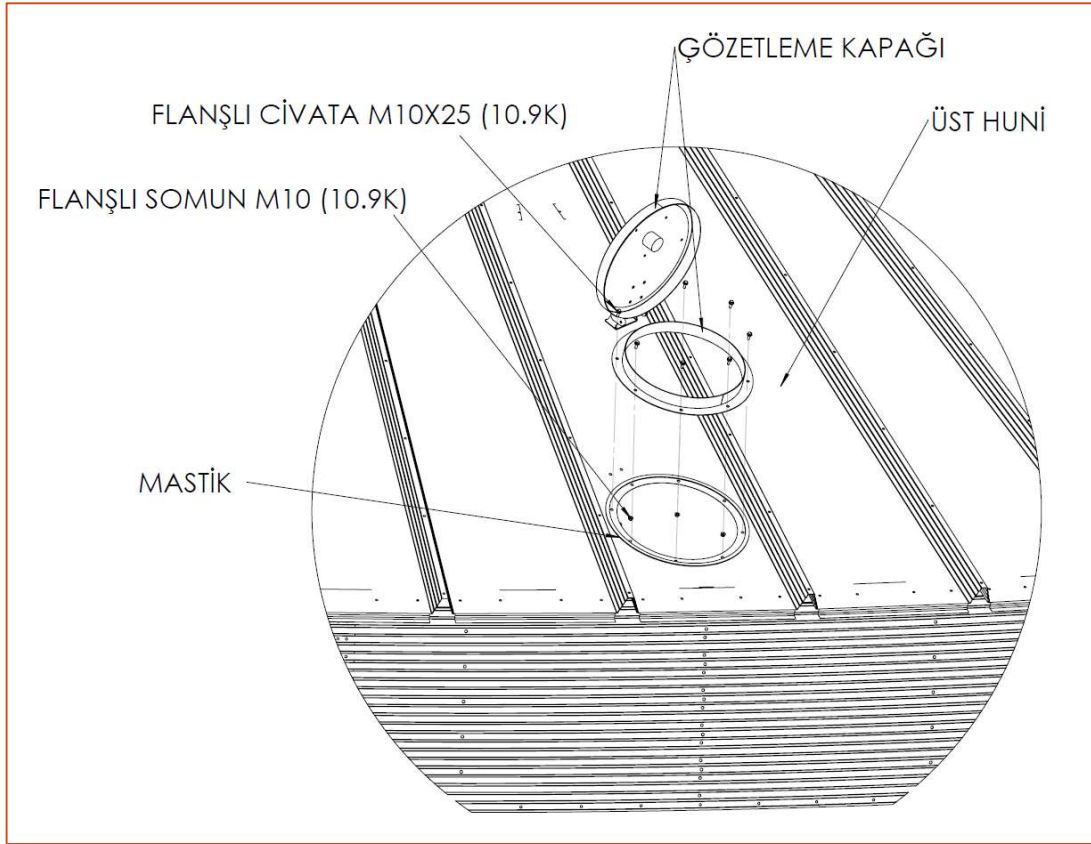 GÖZETLEME KAPAĞI
FLANŞLI CİVATA M10X25 (10.9K)
ÜST HUNİ
FLANŞLI SOMUN M10 (10.9K)
MASTİK